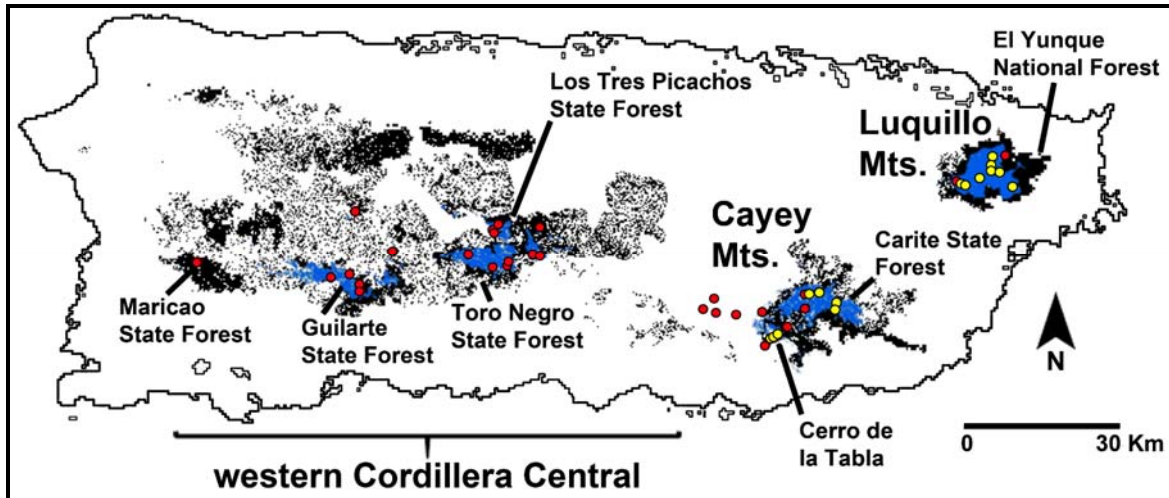 El Yunque
National Forest
Los Tres Picachos
State Forest
Luquillo
Mts.
Cayey
Mts.
Carite State
Forest
Maricao
State Forest
Guilarte
State Forest
Toro Negro
State Forest
N
Cerro de
la Tabla
0 30 Km
western Cordillera Central